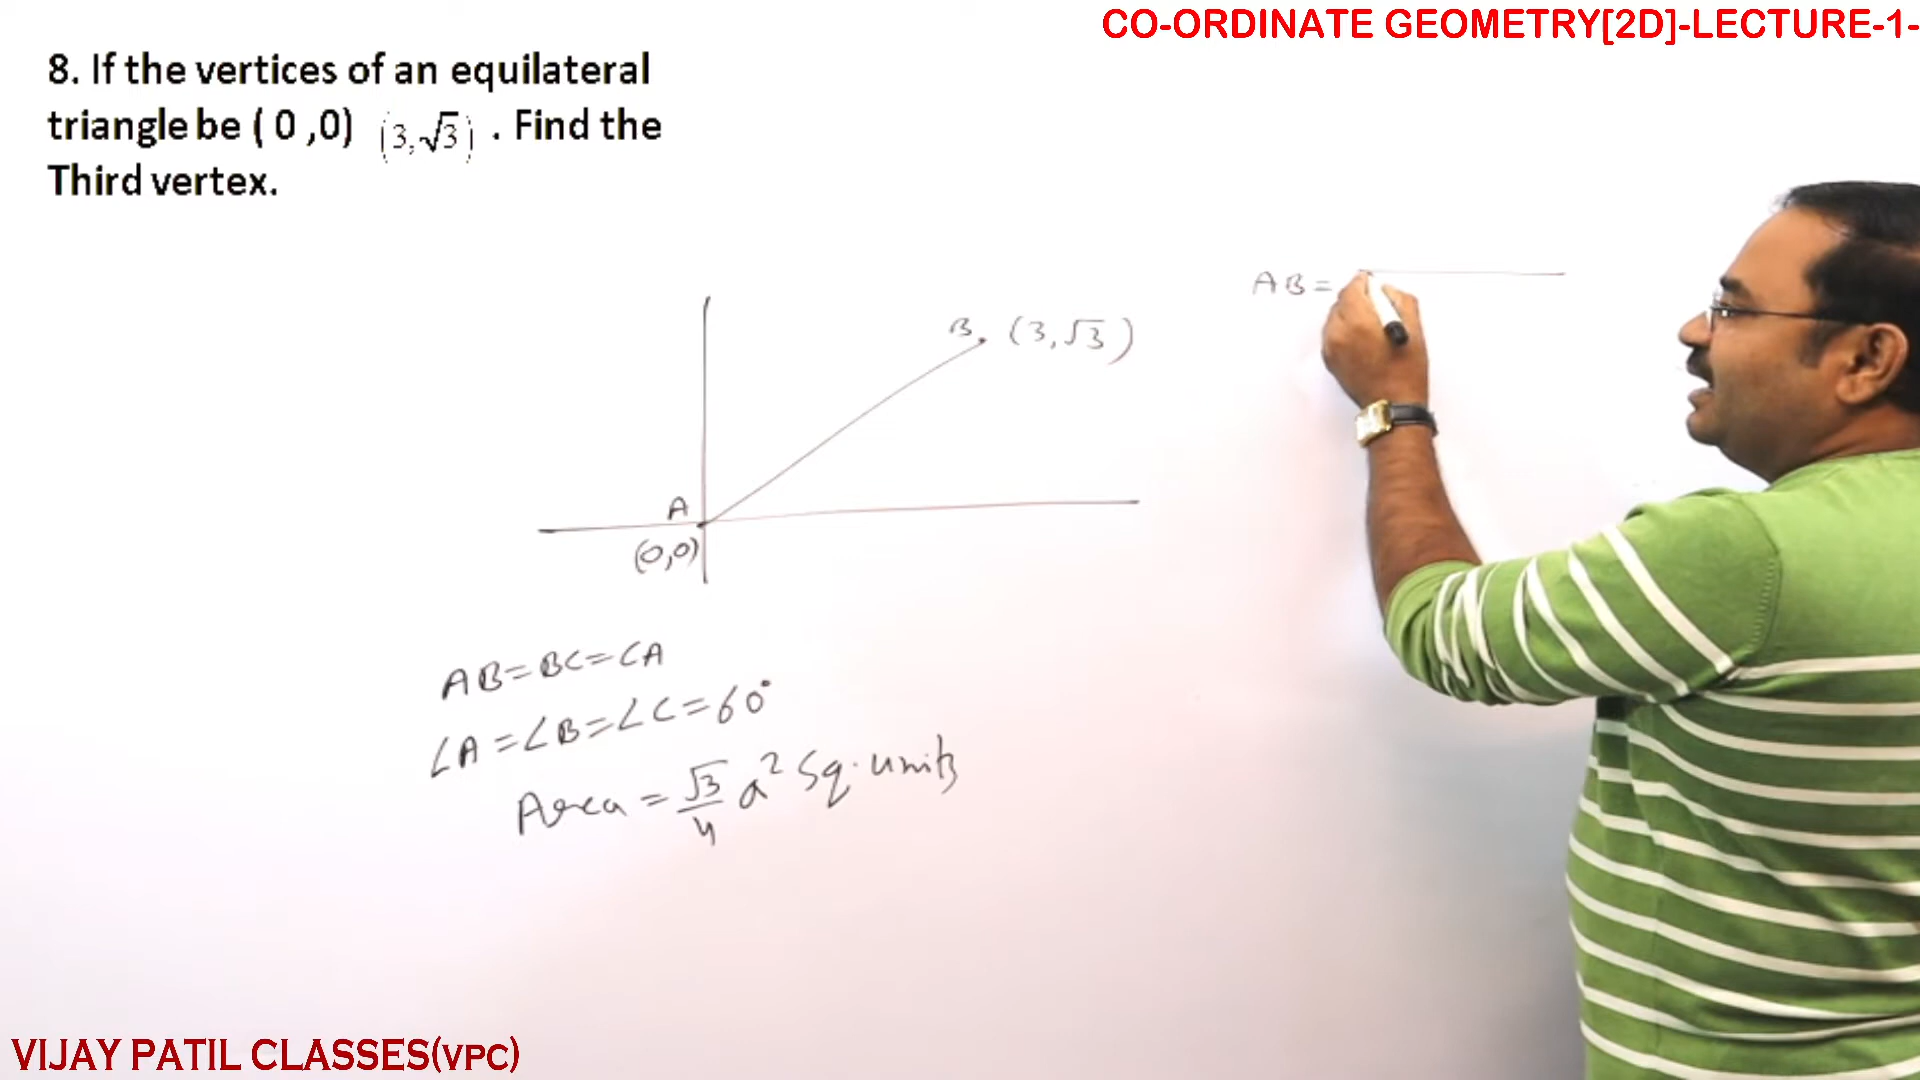 CO-ORDINATE GEOMETRY[2D]-LECTURE-1-
8. If the vertices of an equilateral
triangle be ( 0 ,0) (3,√3) . Find the
Third vertex.
AB=
B. (3,√3)
A
(0,0)
AB=BC=CA
∠A=∠B=∠C=60°
Area = √3/4 a² Sq. units
VIJAY PATIL CLASSES(VPC)